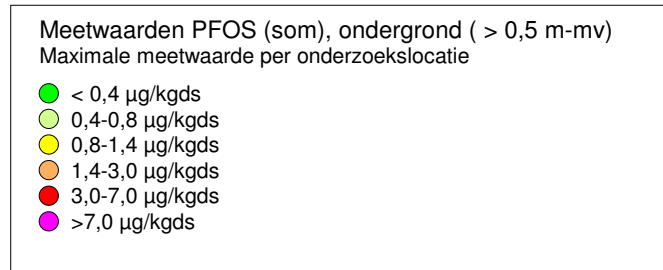 Meetwaarden PFOS (som), ondergrond ( > 0,5 m-mv)
Maximale meetwaarde per onderzoekslocatie
< 0,4 µg/kgds
0,4-0,8 µg/kgds
0,8-1,4 µg/kgds
1,4-3,0 µg/kgds
3,0-7,0 µg/kgds
>7,0 µg/kgds